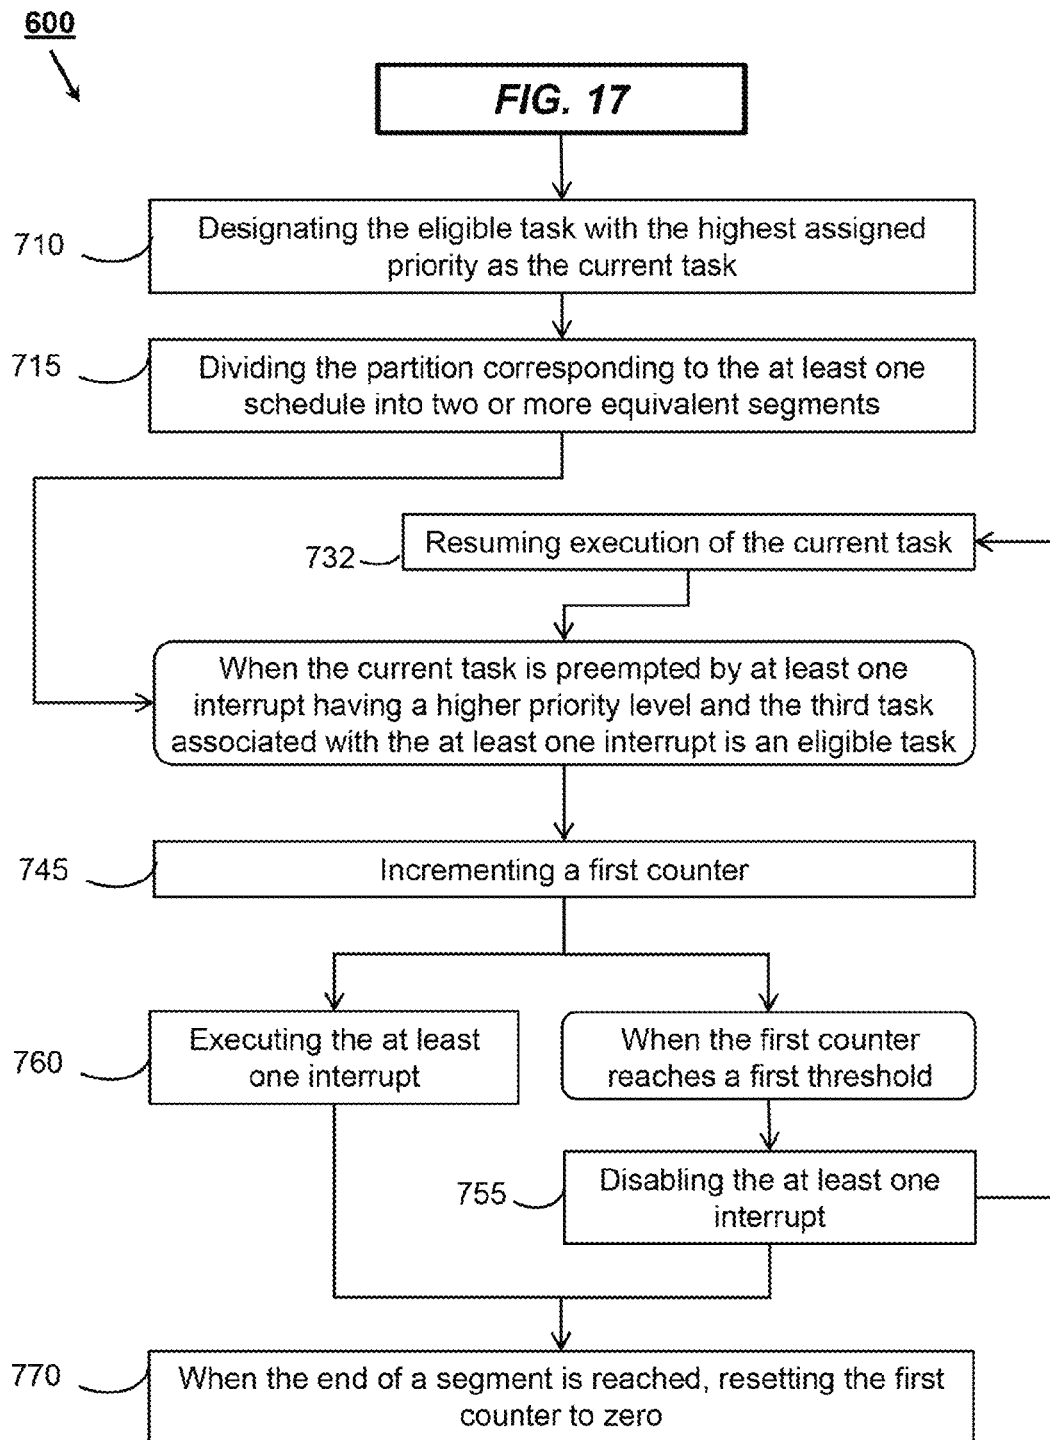 600
FIG. 17
710
Designating the eligible task with the highest assigned
priority as the current task
715
Dividing the partition corresponding to the at least one
schedule into two or more equivalent segments
732
Resuming execution of the current task
When the current task is preempted by at least one
interrupt having a higher priority level and the third task
associated with the at least one interrupt is an eligible task
745
Incrementing a first counter
760
Executing the at least
one interrupt
When the first counter
reaches a first threshold
755
Disabling the at least one
interrupt
770
When the end of a segment is reached, resetting the first
counter to zero